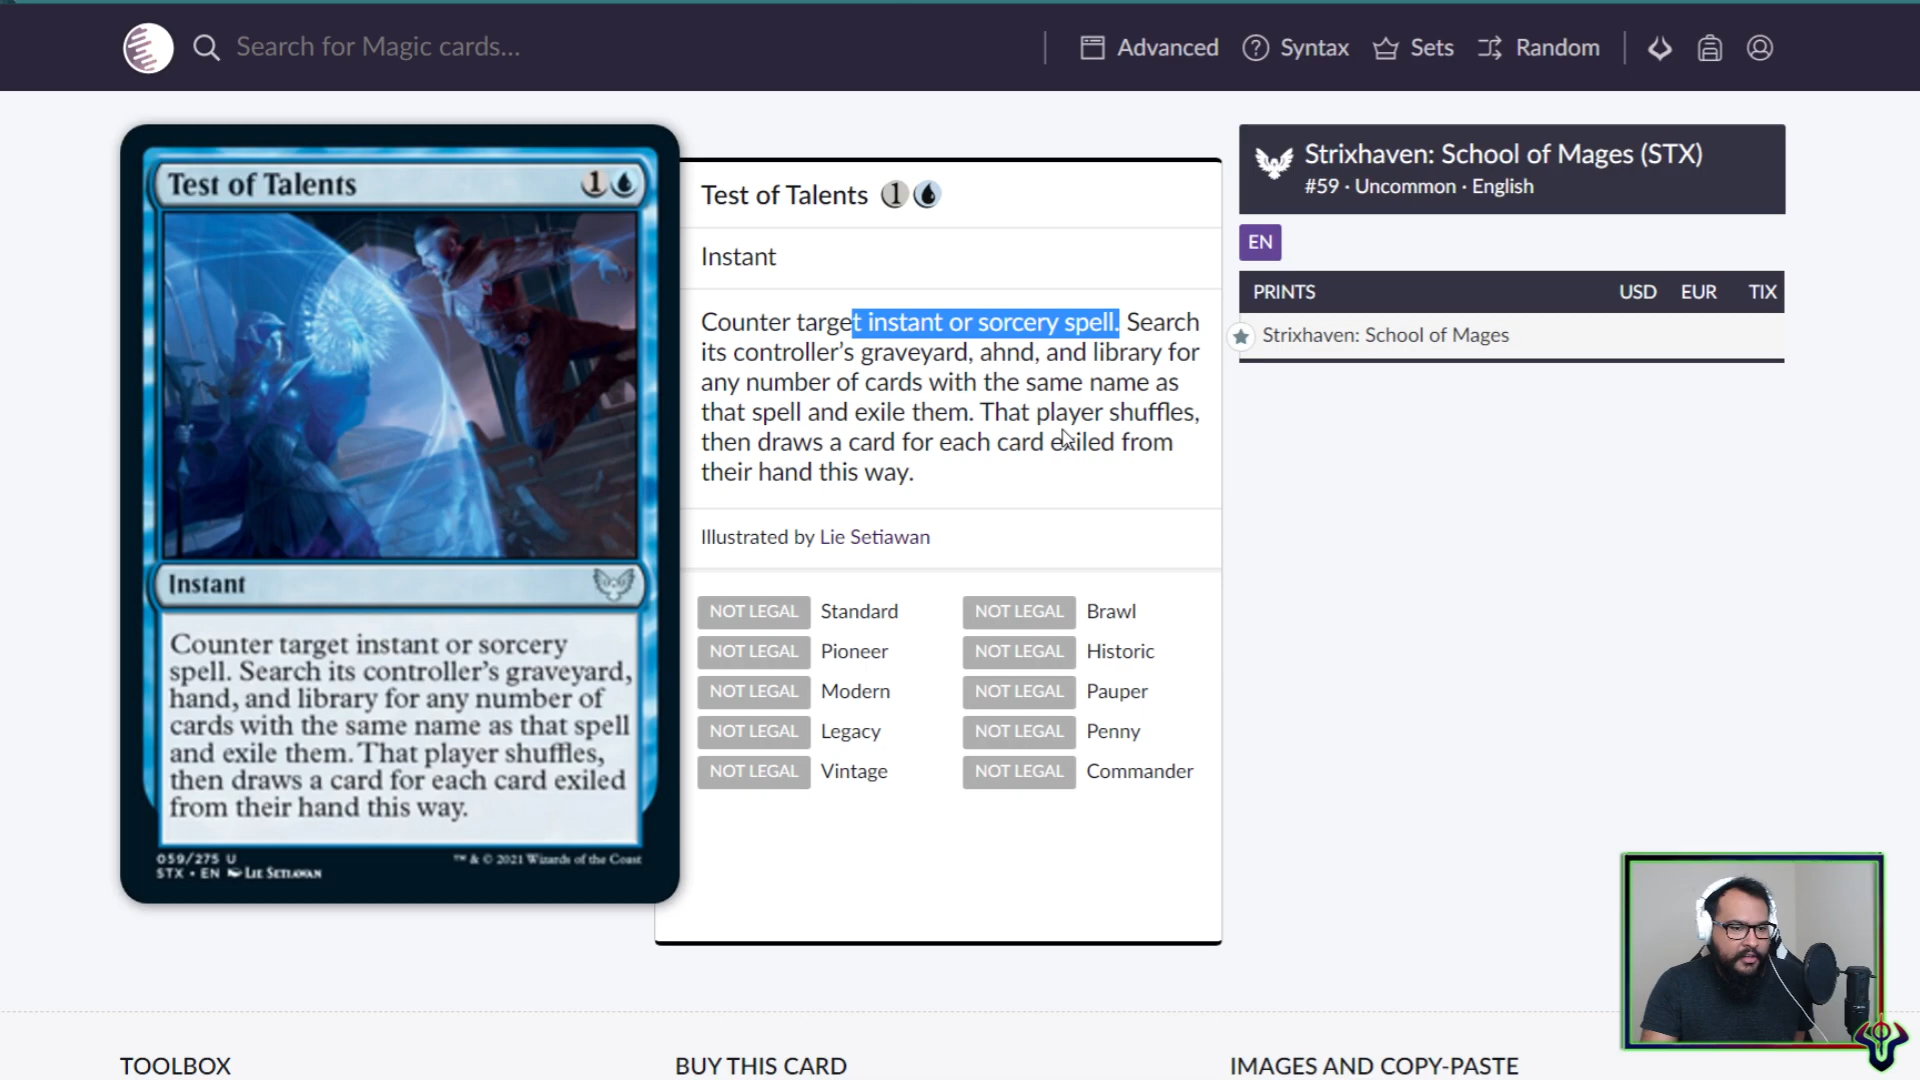 Search for Magic cards...
Advanced
Syntax
Sets
Random
Test of Talents 1
Instant
Counter target instant or sorcery
spell. Search its controller's graveyard,
hand, and library for any number of
cards with the same name as that spell
and exile them. That player shuffles,
then draws a card for each card exiled
from their hand this way.
059/275 U
STX • EN LIE SETIAWAN
™ & © 2021 Wizards of the Coast
Test of Talents 1
Instant
Counter target instant or sorcery spell. Search
its controller's graveyard, ahnd, and library for
any number of cards with the same name as
that spell and exile them. That player shuffles,
then draws a card for each card exiled from
their hand this way.
Illustrated by Lie Setiawan
NOT LEGAL Standard NOT LEGAL Brawl
NOT LEGAL Pioneer NOT LEGAL Historic
NOT LEGAL Modern NOT LEGAL Pauper
NOT LEGAL Legacy NOT LEGAL Penny
NOT LEGAL Vintage NOT LEGAL Commander
Strixhaven: School of Mages (STX)
#59 · Uncommon · English
EN
PRINTS USD EUR TIX
Strixhaven: School of Mages
TOOLBOX
BUY THIS CARD
IMAGES AND COPY-PASTE